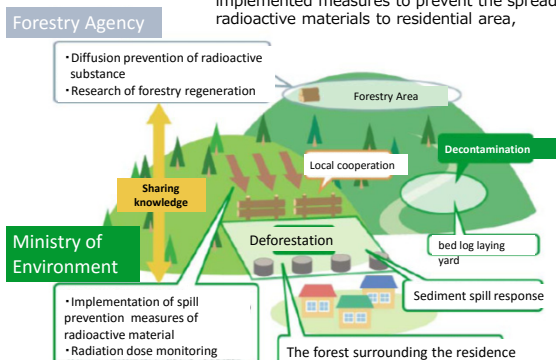 implemented measures to prevent the spread
radioactive materials to residential area,
Forestry Agency
・Diffusion prevention of radioactive
substance
・Research of forestry regeneration
Forestry Area
Decontamination
Local cooperation
Sharing
knowledge
Ministry of
Environment
Deforestation
bed log laying
yard
Sediment spill response
・Implementation of spill
prevention measures of
radioactive material
・Radiation dose monitoring
The forest surrounding the residence